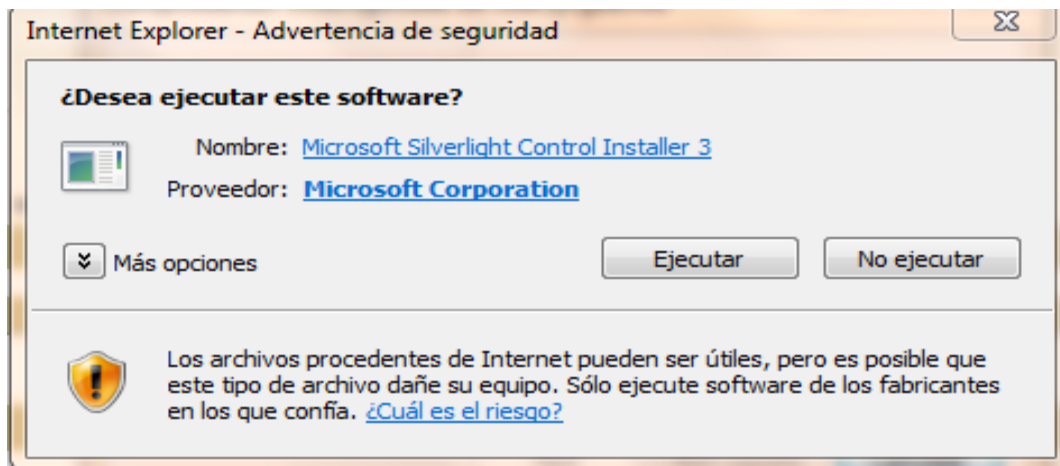 Internet Explorer - Advertencia de seguridad
¿Desea ejecutar este software?
Nombre: Microsoft Silverlight Control Installer 3
Proveedor: Microsoft Corporation
Más opciones
Ejecutar
No ejecutar
Los archivos procedentes de Internet pueden ser útiles, pero es posible que
este tipo de archivo dañe su equipo. Sólo ejecute software de los fabricantes
en los que confía. ¿Cuál es el riesgo?